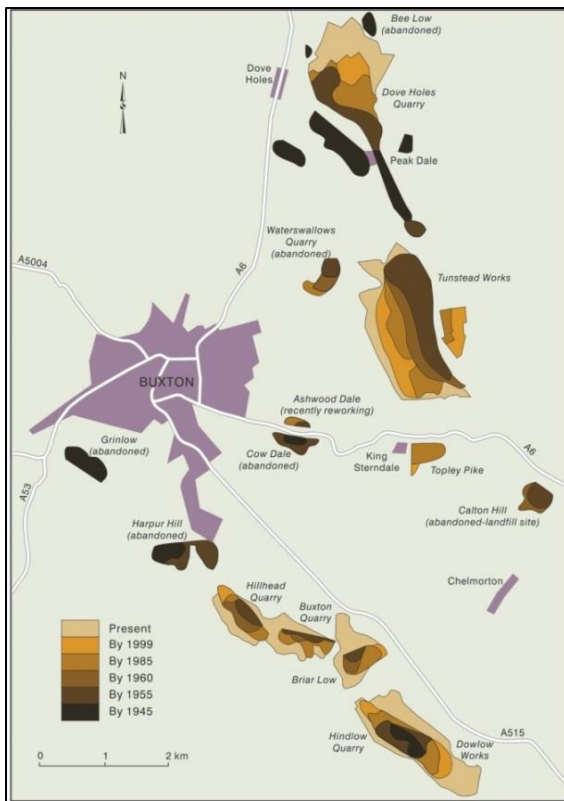 Bee Low
(abandoned)
N
Dove
Holes
Dove Holes
Quarry
Peak Dale
Waterswallows
Quarry
(abandoned)
A6
A5004
Tunstead Works
BUXTON
Ashwood Dale
(recently reworking)
Grinlow
(abandoned)
Cow Dale
(abandoned)
King
Sterndale
Topley Pike
A6
A53
Calton Hill
(abandoned-landfill site)
Harpur Hill
(abandoned)
Chelmorton
Hillhead
Quarry
Buxton
Quarry
Present
By 1999
By 1985
By 1960
By 1955
By 1945
Briar Low
Hindlow
Quarry
Dowlow
Works
A515
0 1 2 km